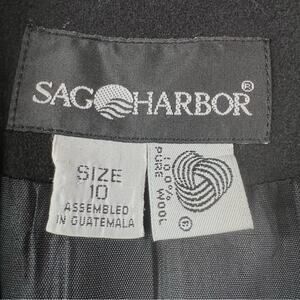 SAG HARBOR ®
SIZE
10
ASSEMBLED
IN GUATEMALA
100%
PURE WOOL
®